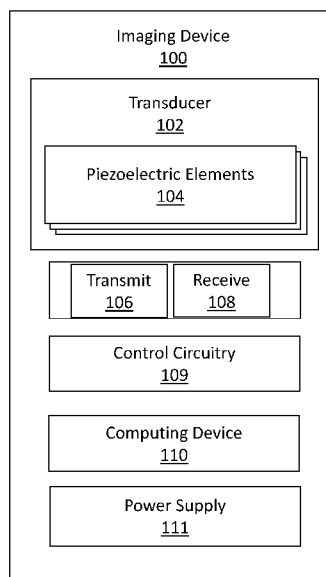 Imaging Device
100
Transducer
102
Piezoelectric Elements
104
Transmit
106
Receive
108
Control Circuitry
109
Computing Device
110
Power Supply
111